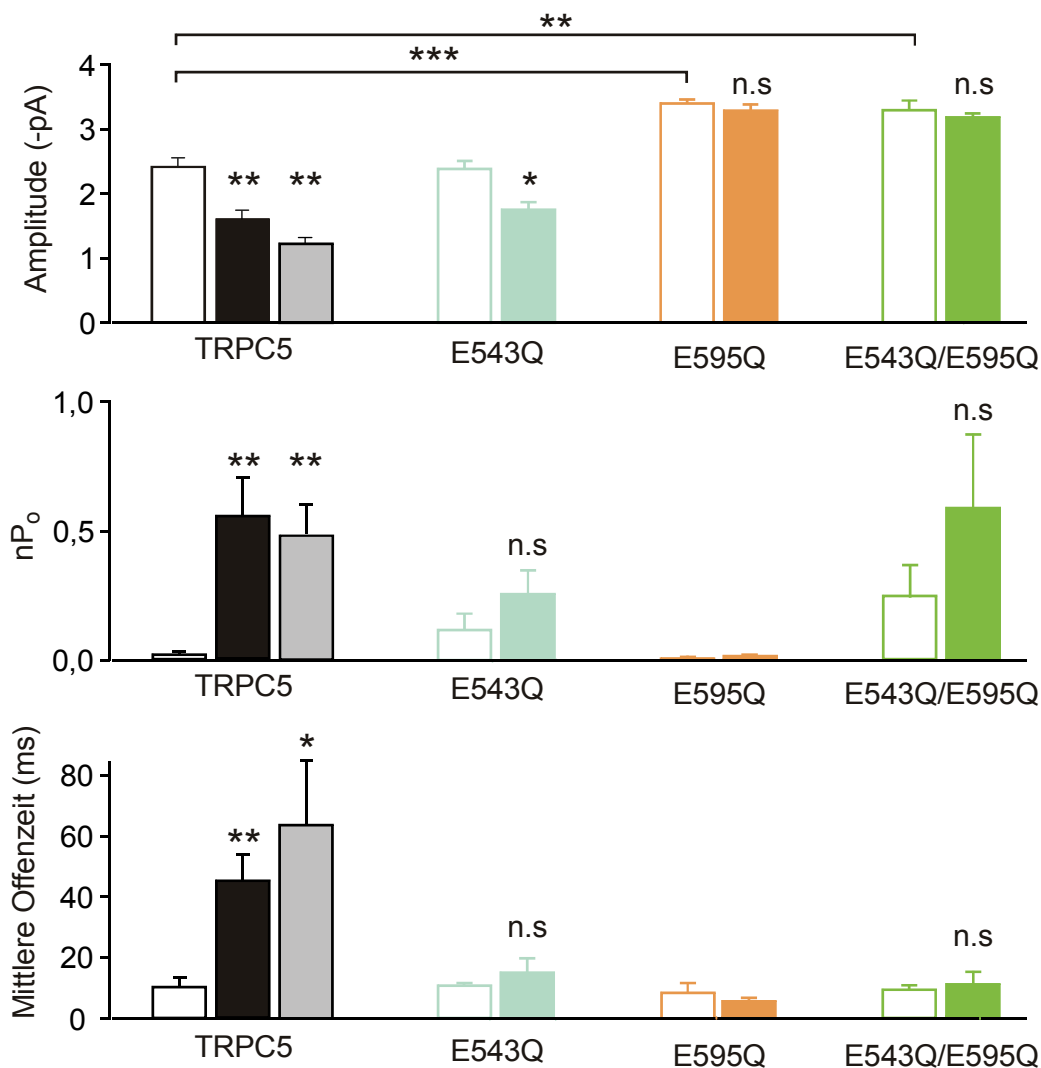 **
***
n.s n.s
** ** *
Amplitude (-pA)
4
3
2
1
0
TRPC5 E543Q E595Q E543Q/E595Q
n.s
** **
n.s
nPo
1,0
0,5
0,0
TRPC5 E543Q E595Q E543Q/E595Q
*
**
n.s n.s
Mittlere Offenzeit (ms)
80
60
40
20
0
TRPC5 E543Q E595Q E543Q/E595Q